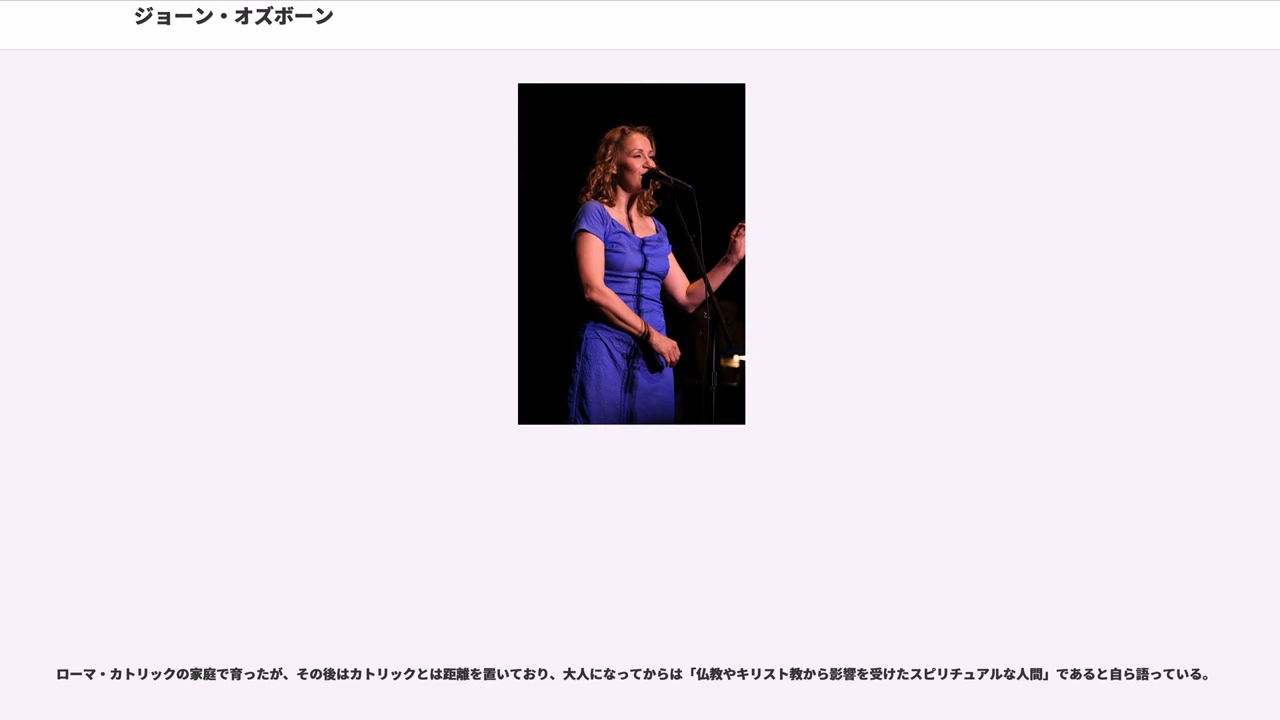 ジョーン・オズボーン
ローマ・カトリックの家庭で育ったが、その後はカトリックとは距離を置いており、大人になってからは「仏教やキリスト教から影響を受けたスピリチュアルな人間」であると自ら語っている。